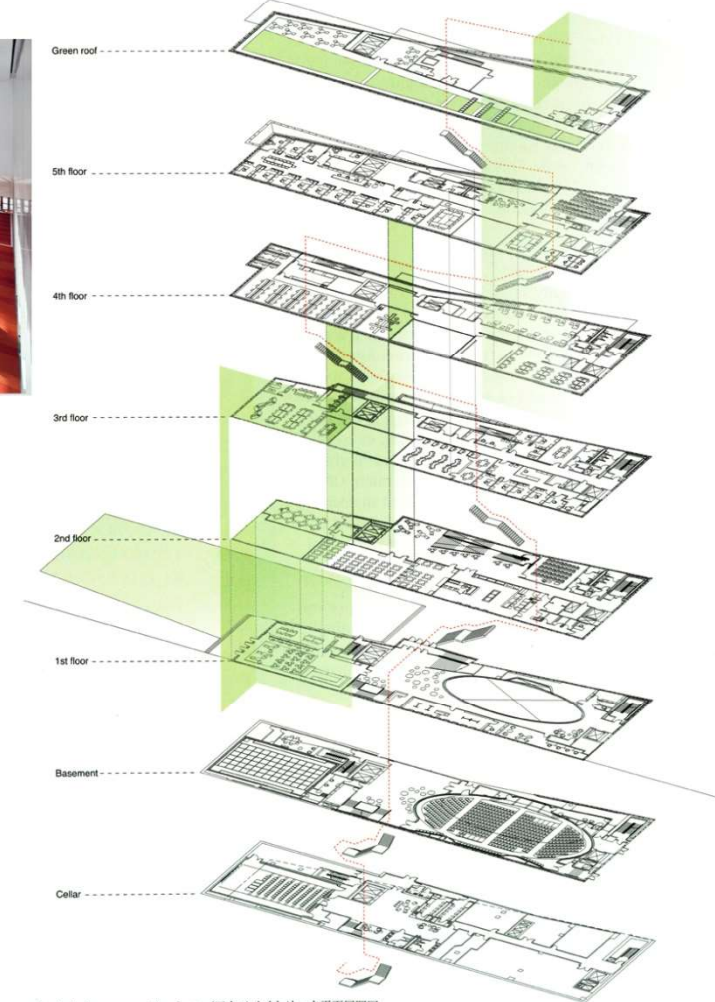 Green roof
5th floor
4th floor
3rd floor
2nd floor
1st floor
Basement
Cellar